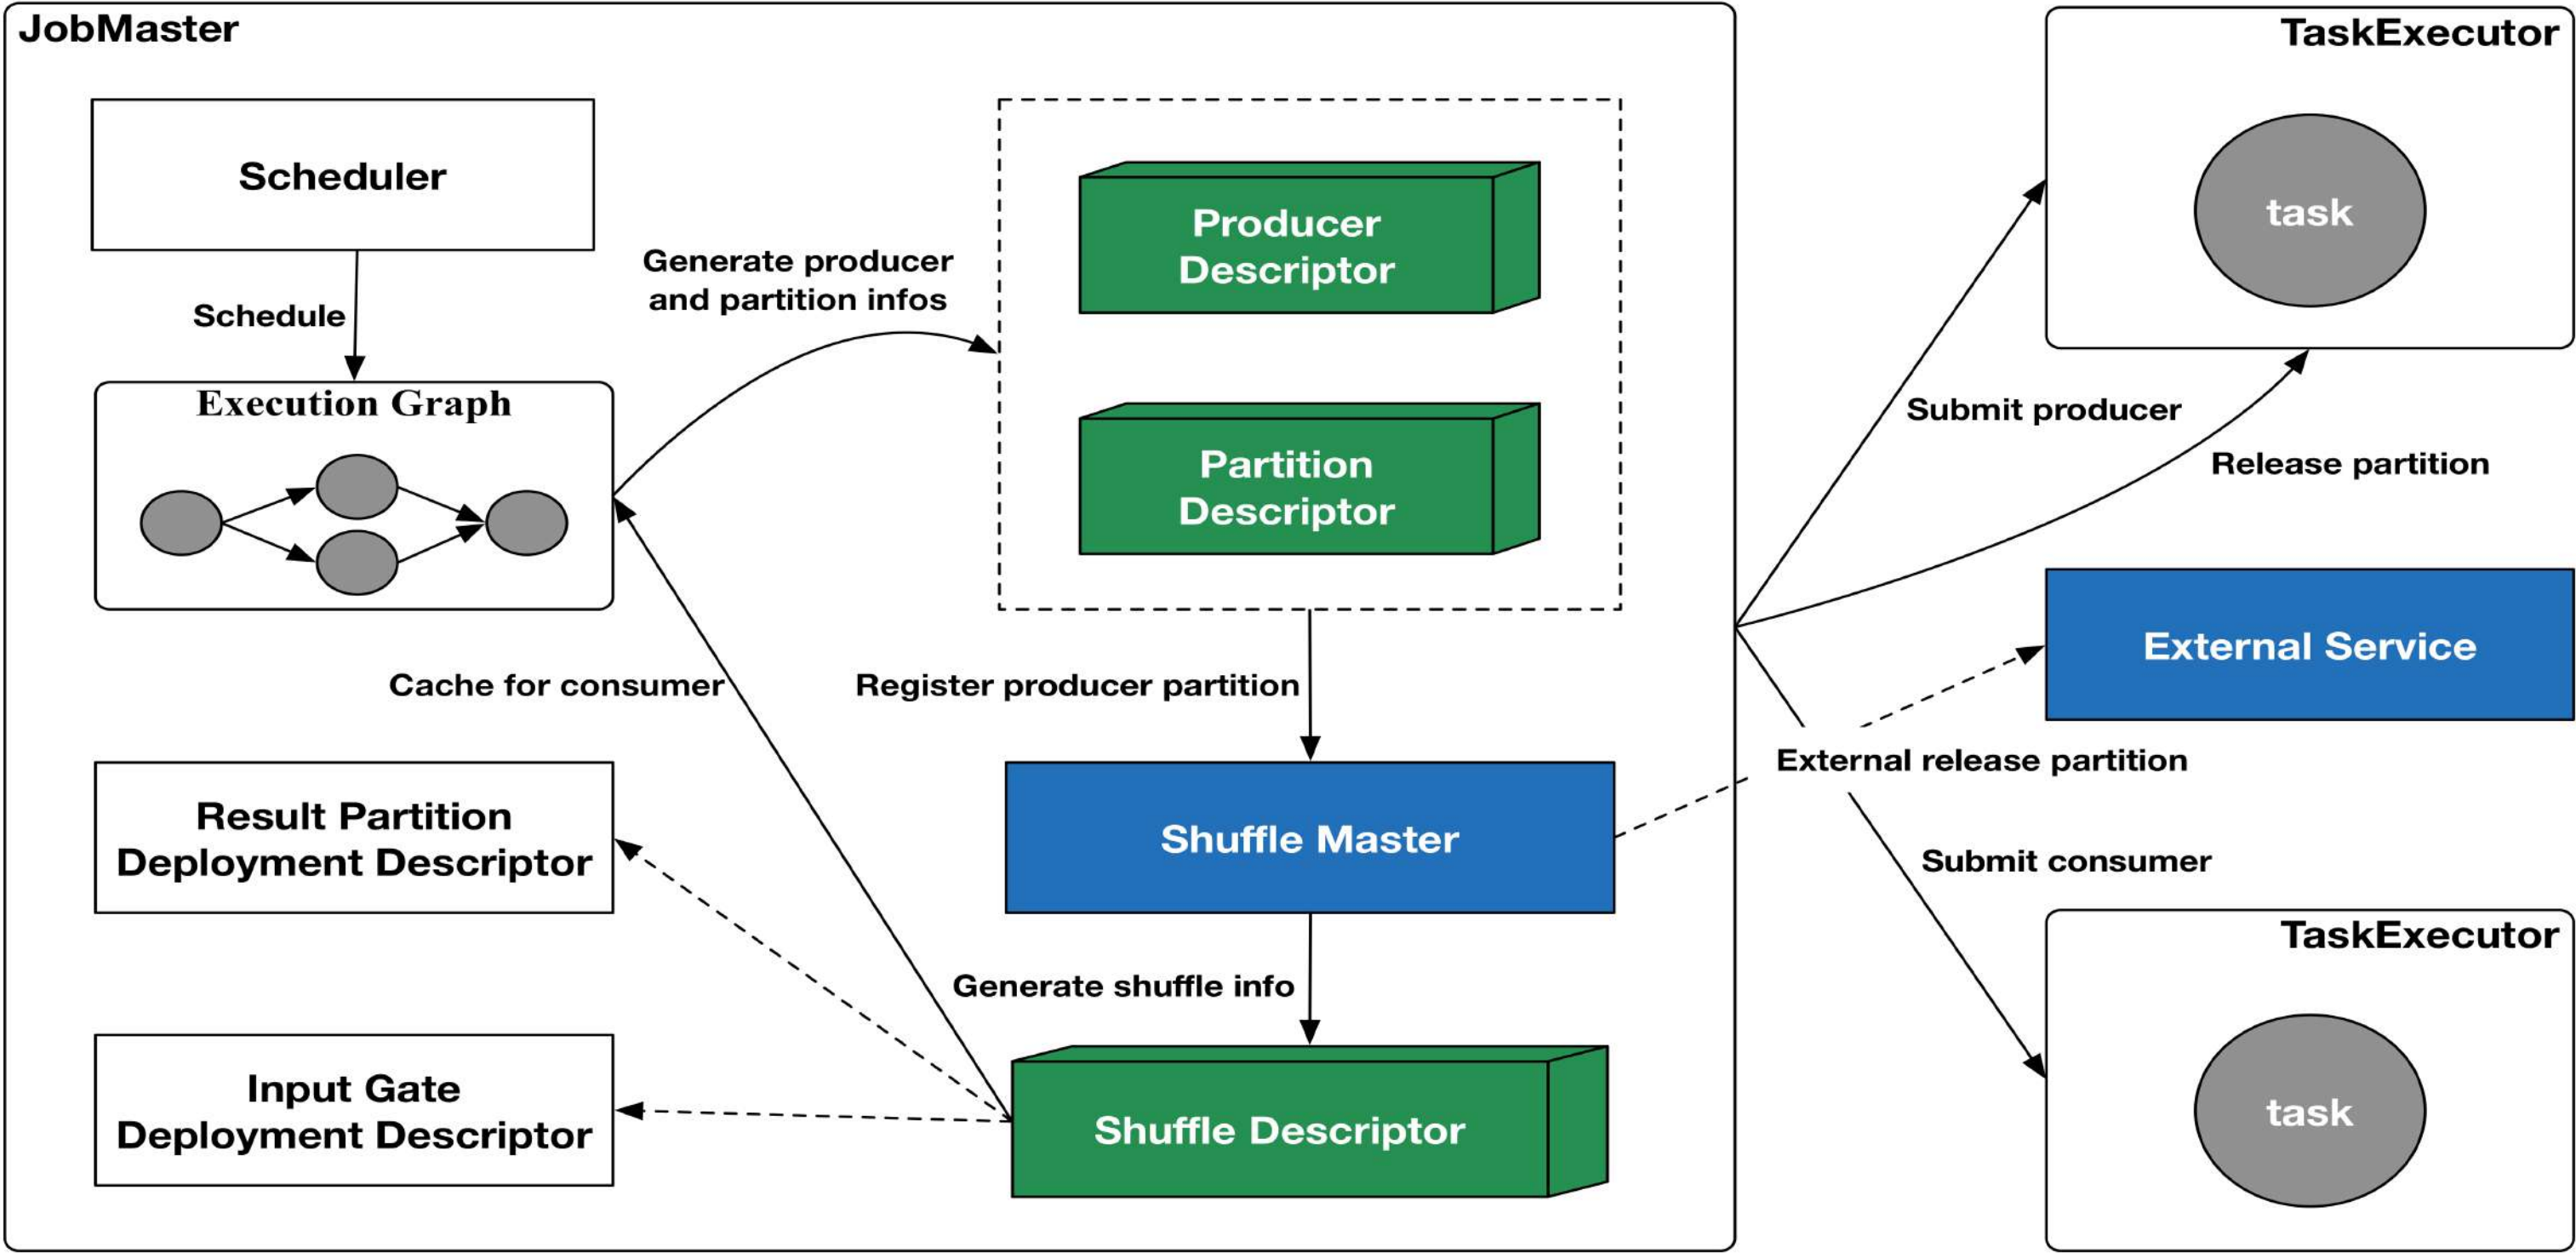 JobMaster
Scheduler
Schedule
Execution Graph
Generate producer
and partition infos
Producer
Descriptor
Partition
Descriptor
Cache for consumer
Register producer partition
Result Partition
Deployment Descriptor
Shuffle Master
Generate shuffle info
Input Gate
Deployment Descriptor
Shuffle Descriptor
TaskExecutor
task
Submit producer
Release partition
External Service
External release partition
Submit consumer
TaskExecutor
task